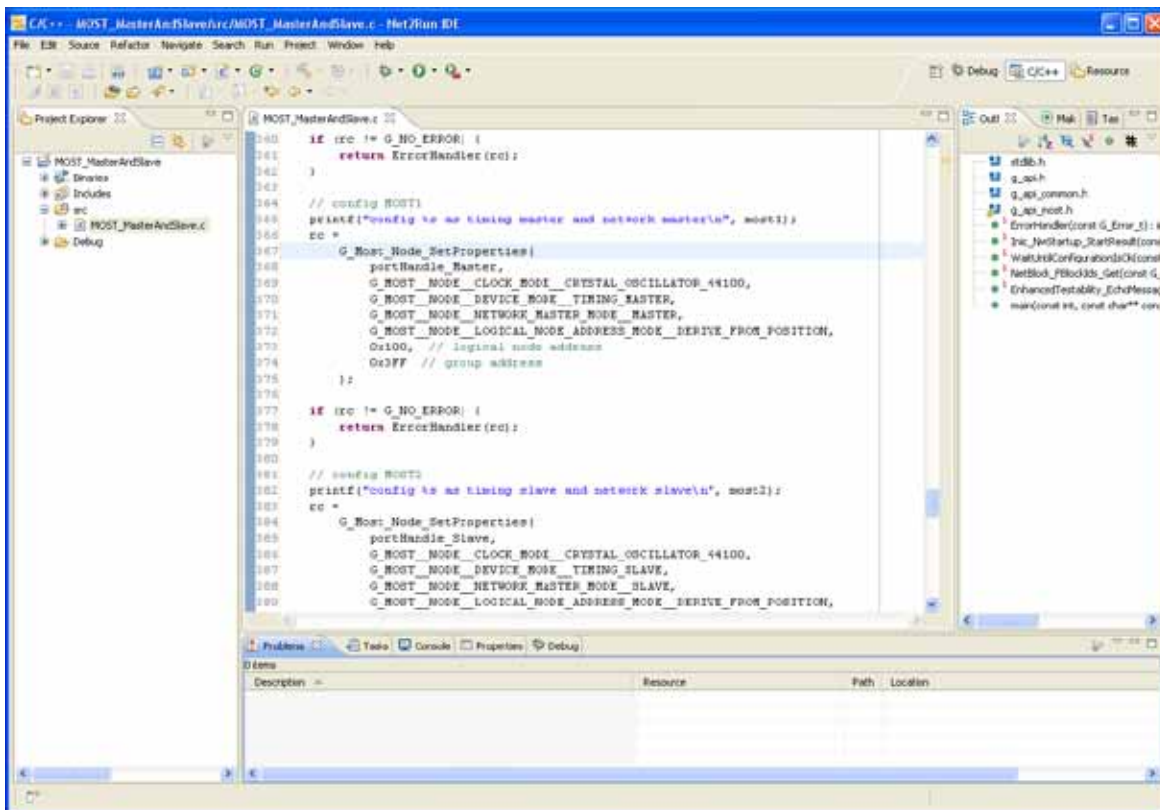 C/C++ - MOST_MasterAndSlave/src/MOST_MasterAndSlave.c - Net2Run IDE
File Edit Source Refactor Navigate Search Run Project Window Help
Debug C/C++ Resource
Project Explorer
MOST_MasterAndSlave
Binaries
Includes
src
MOST_MasterAndSlave.c
Debug
MOST_MasterAndSlave.c
360 if (rc != G_NO_ERROR) {
361 return ErrorHandler(rc);
362 }
363
364 // config MOST1
365 printf("config %s as timing master and network master\n", most1);
366 rc =
367 G_Most_Node_SetProperties(
368 portHandle_Master,
369 G_MOST__NODE__CLOCK_MODE__CRYSTAL_OSCILLATOR_44100,
370 G_MOST__NODE__DEVICE_MODE__TIMING_MASTER,
371 G_MOST__NODE__NETWORK_MASTER_MODE__MASTER,
372 G_MOST__NODE__LOGICAL_NODE_ADDRESS_MODE__DERIVE_FROM_POSITION,
373 0x100, // logical node address
374 0x3FF // group address
375 );
376
377 if (rc != G_NO_ERROR) {
378 return ErrorHandler(rc);
379 }
380
381 // config MOST2
382 printf("config %s as timing slave and network slave\n", most2);
383 rc =
384 G_Most_Node_SetProperties(
385 portHandle_Slave,
386 G_MOST__NODE__CLOCK_MODE__CRYSTAL_OSCILLATOR_44100,
387 G_MOST__NODE__DEVICE_MODE__TIMING_SLAVE,
388 G_MOST__NODE__NETWORK_MASTER_MODE__SLAVE,
389 G_MOST__NODE__LOGICAL_NODE_ADDRESS_MODE__DERIVE_FROM_POSITION,
Outl Mak Tas
stdlib.h
g_api.h
g_api_common.h
g_api_most.h
ErrorHandler(const G_Error_t) :
Inic_NwStartup_StartResult(cons
WaitUntilConfigurationIsOk(const
NetBlock_FBlockIds_Get(const G_
EnhancedTestability_EchoMessag
main(const int, const char** cons
Problems Tasks Console Properties Debug
0 items
Description Resource Path Location